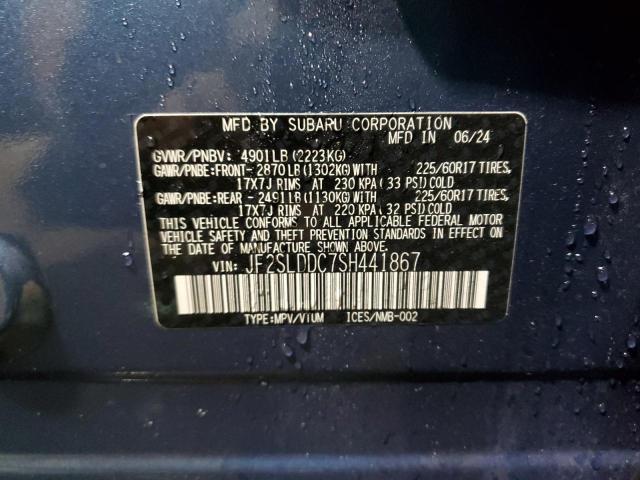 MFD BY SUBARU CORPORATION
MFD IN 06/24
GVWR/PNBV: 4901LB (2223KG)
GAWR/PNBE:FRONT- 2870LB (1302KG) WITH 225/60R17 TIRES,
17X7J RIMS AT 230 KPA ( 33 PSI) COLD
GAWR/PNBE:REAR - 2491LB (1130KG) WITH 225/60R17 TIRES,
17X7J RIMS AT 220 KPA ( 32 PSI) COLD
THIS VEHICLE CONFORMS TO ALL APPLICABLE FEDERAL MOTOR
VEHICLE SAFETY AND THEFT PREVENTION STANDARDS IN EFFECT
ON THE DATE OF MANUFACTURE SHOWN ABOVE.
VIN: JF2SLDDC7SH441867
TYPE:MPV/VTUM ICES/NMB-002